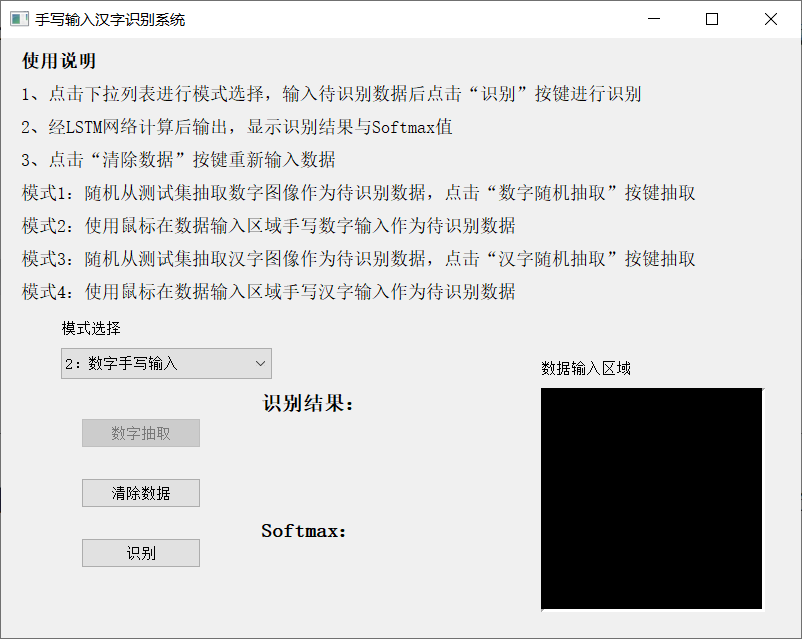 手写输入汉字识别系统
使用说明
1、点击下拉列表进行模式选择，输入待识别数据后点击“识别”按键进行识别
2、经LSTM网络计算后输出，显示识别结果与Softmax值
3、点击“清除数据”按键重新输入数据
模式1：随机从测试集抽取数字图像作为待识别数据，点击“数字随机抽取”按键抽取
模式2：使用鼠标在数据输入区域手写数字输入作为待识别数据
模式3：随机从测试集抽取汉字图像作为待识别数据，点击“汉字随机抽取”按键抽取
模式4：使用鼠标在数据输入区域手写汉字输入作为待识别数据
模式选择
2：数字手写输入
数据输入区域
识别结果：
数字抽取
清除数据
Softmax：
识别